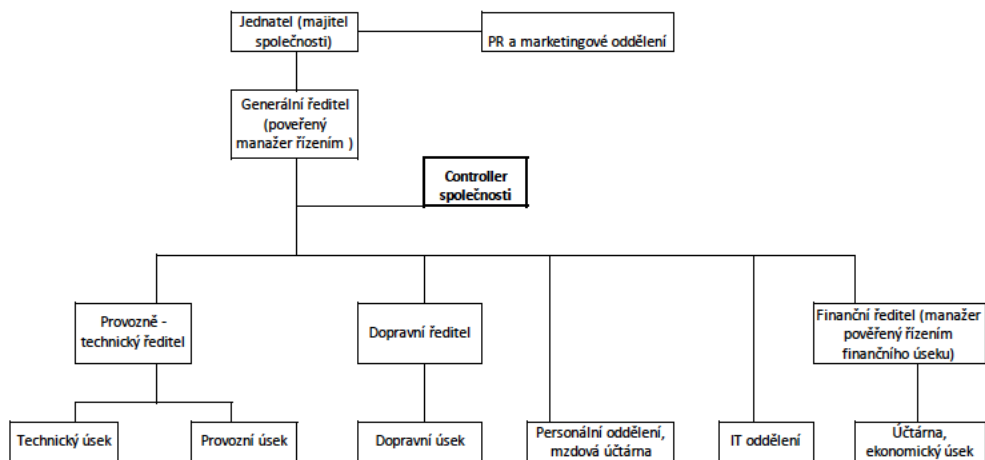 Jednatel (majitel
společnosti)
PR a marketingové oddělení
Generální ředitel
(poveřený
manažer řízením )
Controller
společnosti
Provozně -
technický ředitel
Dopravní ředitel
Finanční ředitel (manažer
pověřený řízením
finančního úseku)
Technický úsek
Provozní úsek
Dopravní úsek
Personální oddělení,
mzdová účtárna
IT oddělení
Účtárna,
ekonomický úsek